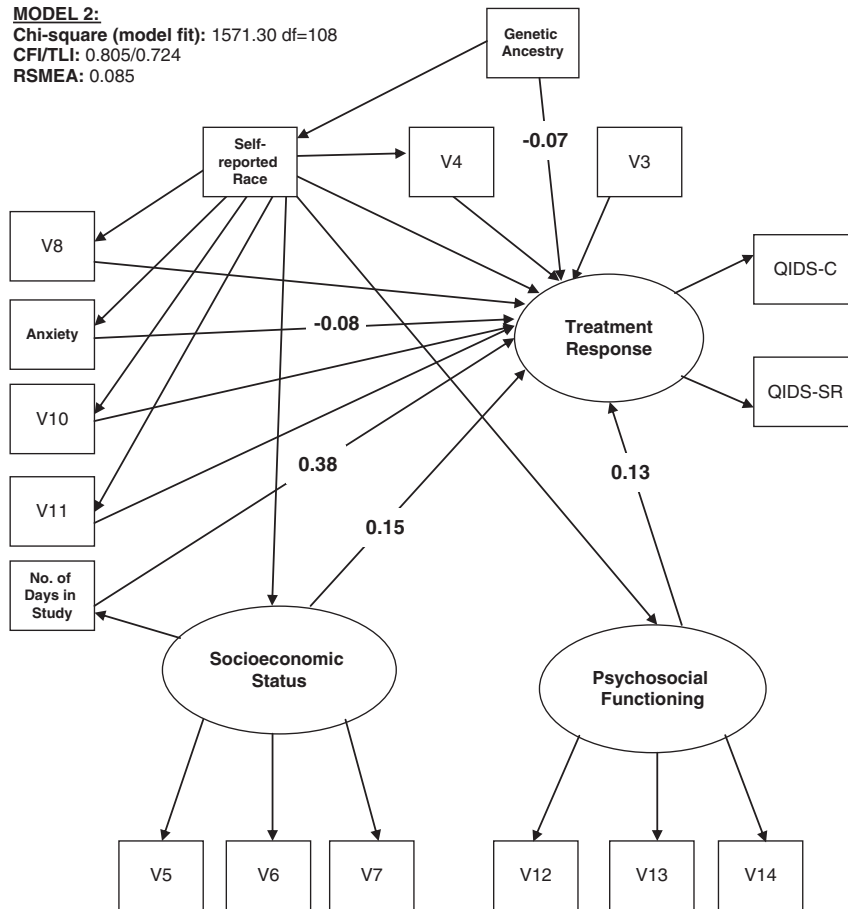 MODEL 2:
Chi-square (model fit): 1571.30 df=108
CFI/TLI: 0.805/0.724
RSMEA: 0.085
Genetic
Ancestry
Self-
reported
Race
V4
-0.07
V3
V8
QIDS-C
Anxiety
-0.08
Treatment
Response
QIDS-SR
V10
0.38
0.13
V11
0.15
No. of
Days in
Study
Socioeconomic
Status
Psychosocial
Functioning
V5
V6
V7
V12
V13
V14